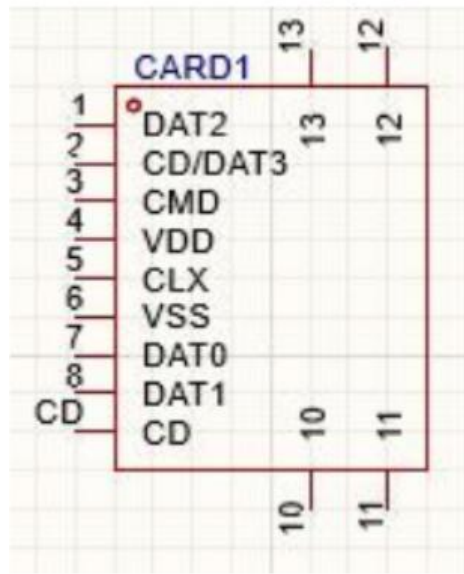 13 12
CARD1
13 12
1 DAT2
2 CD/DAT3
3 CMD
4 VDD
5 CLX
6 VSS
7 DAT0
8 DAT1
CD CD
10 11
10 11